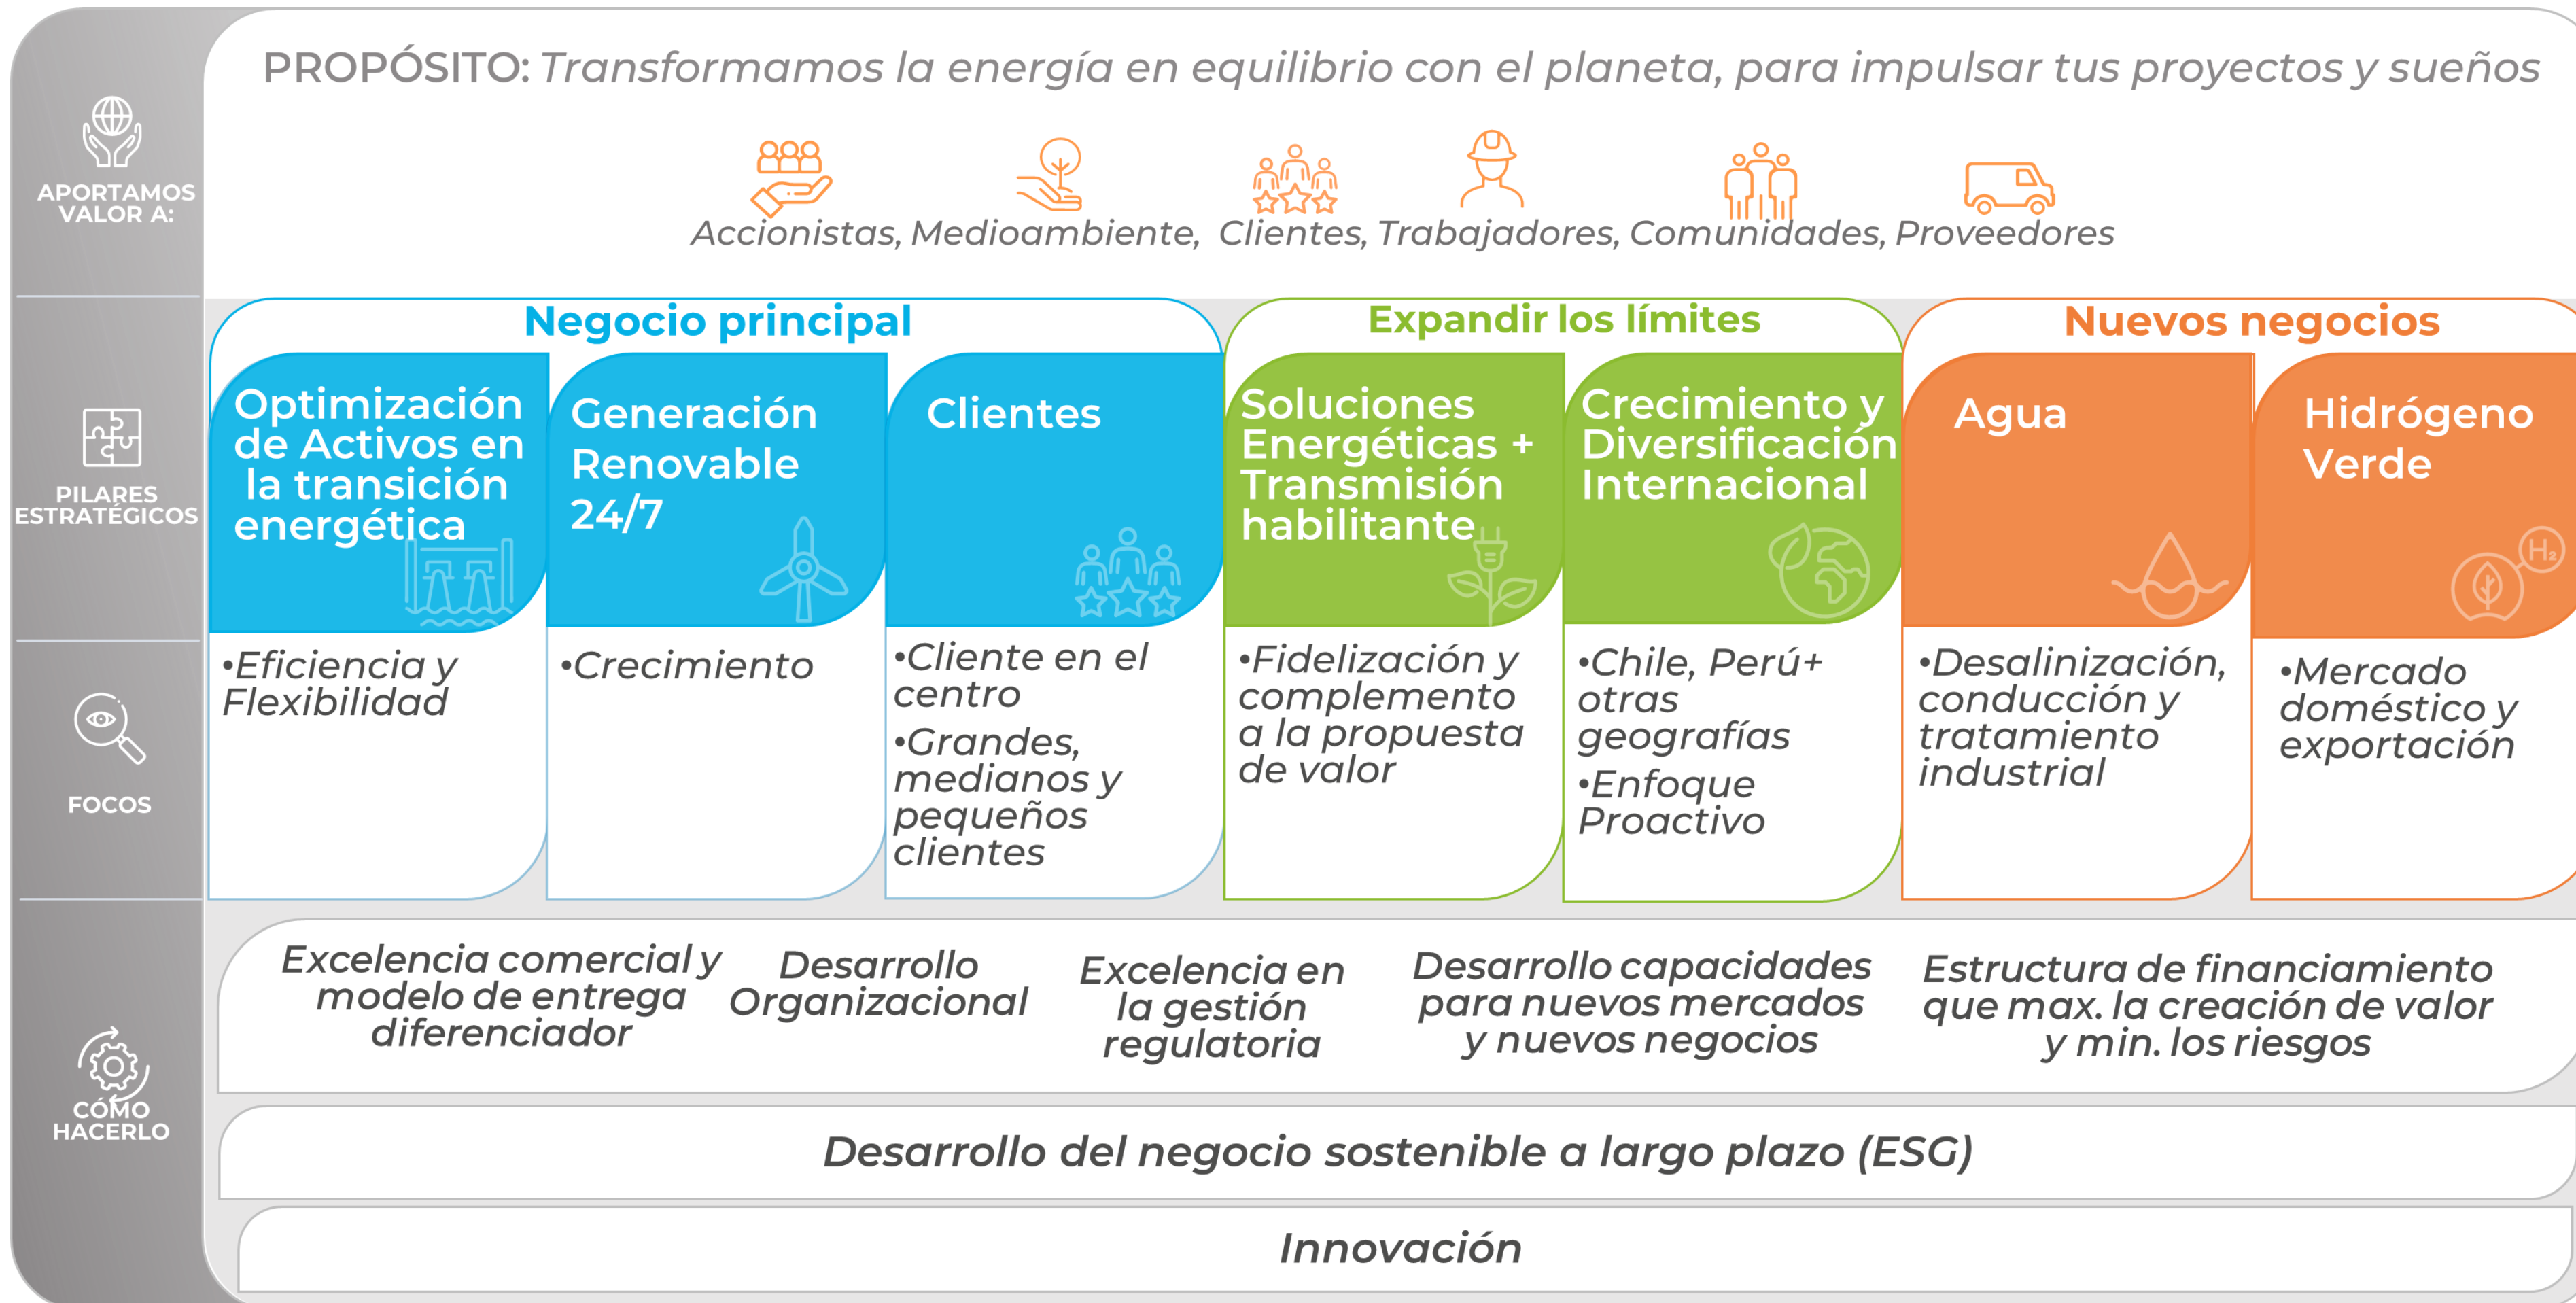 PROPÓSITO: Transformamos la energía en equilibrio con el planeta, para impulsar tus proyectos y sueños
APORTAMOS
VALOR A:
Accionistas, Medioambiente, Clientes, Trabajadores, Comunidades, Proveedores
PILARES
ESTRATÉGICOS
Negocio principal
Optimización
de Activos en
la transición
energética
Generación
Renovable
24/7
Clientes
Expandir los límites
Soluciones
Energéticas +
Transmisión
habilitante
Crecimiento y
Diversificación
Internacional
Nuevos negocios
Agua
Hidrógeno
Verde
H₂
FOCOS
•Eficiencia y
Flexibilidad
•Crecimiento
•Cliente en el
centro
•Grandes,
medianos y
pequeños
clientes
•Fidelización y
complemento
a la propuesta
de valor
•Chile, Perú+
otras
geografías
•Enfoque
Proactivo
•Desalinización,
conducción y
tratamiento
industrial
•Mercado
doméstico y
exportación
CÓMO
HACERLO
Excelencia comercial y
modelo de entrega
diferenciador
Desarrollo
Organizacional
Excelencia en
la gestión
regulatoria
Desarrollo capacidades
para nuevos mercados
y nuevos negocios
Estructura de financiamiento
que max. la creación de valor
y min. los riesgos
Desarrollo del negocio sostenible a largo plazo (ESG)
Innovación